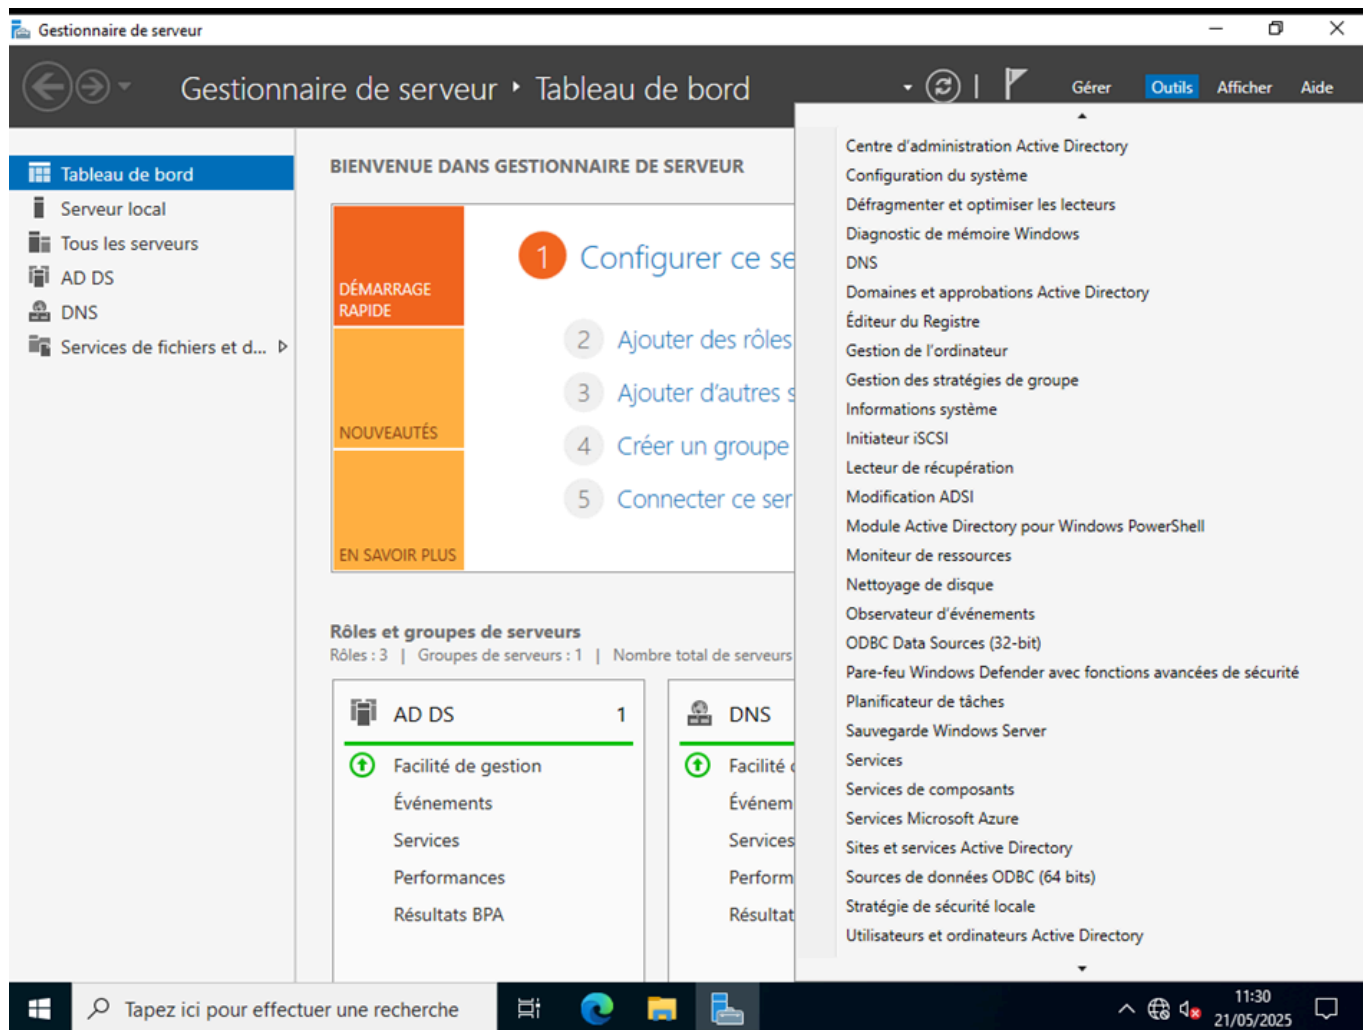 Gestionnaire de serveur
Gestionnaire de serveur ‣ Tableau de bord
Gérer Outils Afficher Aide
Tableau de bord
Serveur local
Tous les serveurs
AD DS
DNS
Services de fichiers et d...
BIENVENUE DANS GESTIONNAIRE DE SERVEUR
DÉMARRAGE
RAPIDE
NOUVEAUTÉS
EN SAVOIR PLUS
1 Configurer ce se
2 Ajouter des rôles
3 Ajouter d'autres s
4 Créer un groupe
5 Connecter ce ser
Rôles et groupes de serveurs
Rôles : 3 | Groupes de serveurs : 1 | Nombre total de serveurs
AD DS 1
Facilité de gestion
Événements
Services
Performances
Résultats BPA
DNS
Facilité
Événem
Services
Perform
Résultat
Centre d'administration Active Directory
Configuration du système
Défragmenter et optimiser les lecteurs
Diagnostic de mémoire Windows
DNS
Domaines et approbations Active Directory
Éditeur du Registre
Gestion de l'ordinateur
Gestion des stratégies de groupe
Informations système
Initiateur iSCSI
Lecteur de récupération
Modification ADSI
Module Active Directory pour Windows PowerShell
Moniteur de ressources
Nettoyage de disque
Observateur d'événements
ODBC Data Sources (32-bit)
Pare-feu Windows Defender avec fonctions avancées de sécurité
Planificateur de tâches
Sauvegarde Windows Server
Services
Services de composants
Services Microsoft Azure
Sites et services Active Directory
Sources de données ODBC (64 bits)
Stratégie de sécurité locale
Utilisateurs et ordinateurs Active Directory
Tapez ici pour effectuer une recherche
11:30
21/05/2025